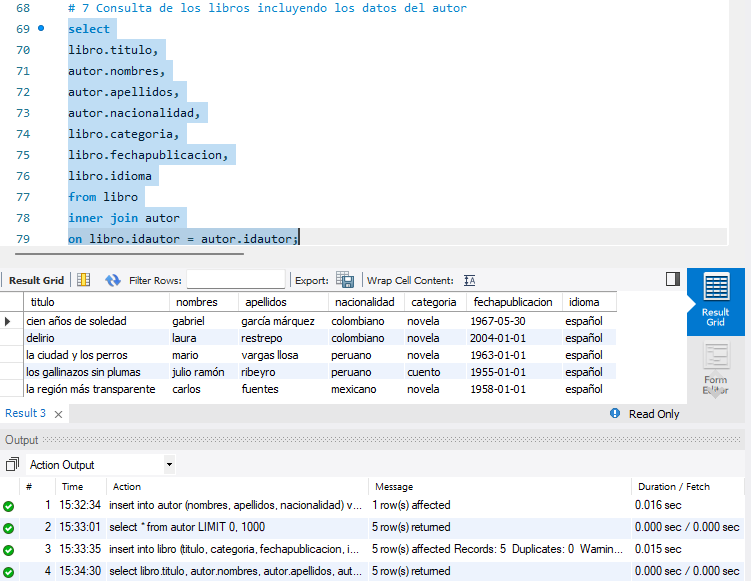 68 # 7 Consulta de los libros incluyendo los datos del autor
69 select
70 libro.titulo,
71 autor.nombres,
72 autor.apellidos,
73 autor.nacionalidad,
74 libro.categoria,
75 libro.fechapublicacion,
76 libro.idioma
77 from libro
78 inner join autor
79 on libro.idautor = autor.idautor;
Result Grid Filter Rows: Export: Wrap Cell Content:
titulo nombres apellidos nacionalidad categoria fechapublicacion idioma
cien años de soledad gabriel garcía márquez colombiano novela 1967-05-30 español
delirio laura restrepo colombiano novela 2004-01-01 español
la ciudad y los perros mario vargas llosa peruano novela 1963-01-01 español
los gallinazos sin plumas julio ramón ribeyro peruano cuento 1955-01-01 español
la región más transparente carlos fuentes mexicano novela 1958-01-01 español
Result Grid
Form Editor
Result 3 Read Only
Output
Action Output
# Time Action Message Duration / Fetch
1 15:32:34 insert into autor (nombres, apellidos, nacionalidad) v... 1 row(s) affected 0.016 sec
2 15:33:01 select * from autor LIMIT 0, 1000 5 row(s) returned 0.000 sec / 0.000 sec
3 15:33:35 insert into libro (titulo, categoria, fechapublicacion, i... 5 row(s) affected Records: 5 Duplicates: 0 Warnin... 0.015 sec
4 15:34:30 select libro.titulo, autor.nombres, autor.apellidos, aut... 5 row(s) returned 0.000 sec / 0.000 sec